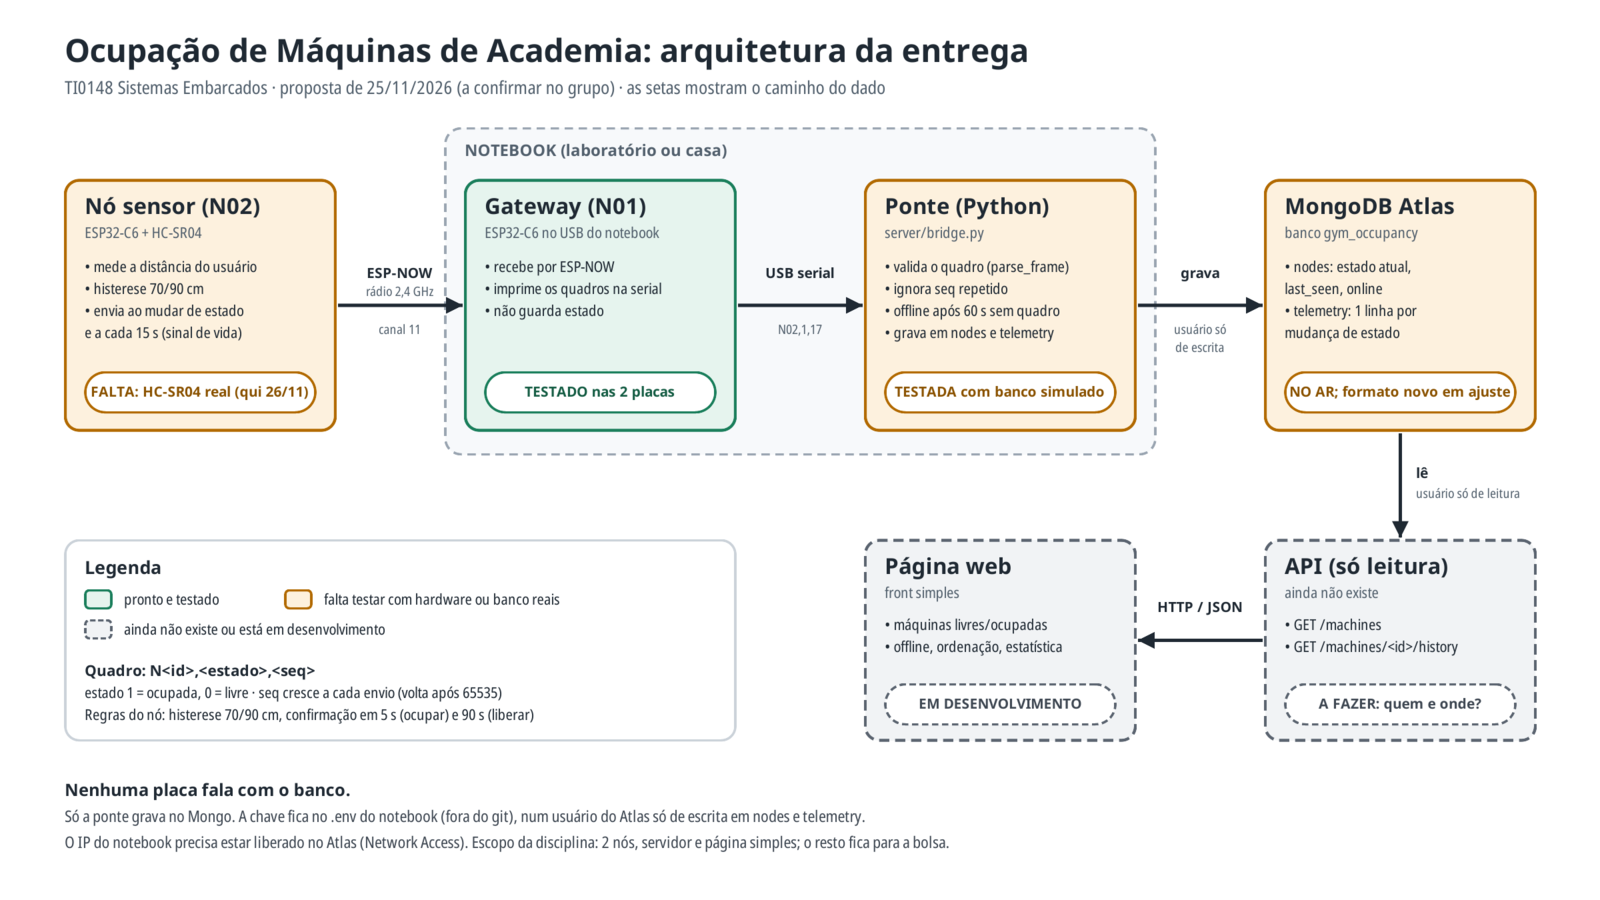 Ocupação de Máquinas de Academia: arquitetura da entrega
TI0148 Sistemas Embarcados · proposta de 25/11/2026 (a confirmar no grupo) · as setas mostram o caminho do dado
NOTEBOOK (laboratório ou casa)
Nó sensor (N02)
ESP32-C6 + HC-SR04
• mede a distância do usuário
• histerese 70/90 cm
• envia ao mudar de estado
e a cada 15 s (sinal de vida)
FALTA: HC-SR04 real (qui 26/11)
ESP-NOW
rádio 2,4 GHz
canal 11
Gateway (N01)
ESP32-C6 no USB do notebook
• recebe por ESP-NOW
• imprime os quadros na serial
• não guarda estado
TESTADO nas 2 placas
USB serial
N02,1,17
Ponte (Python)
server/bridge.py
• valida o quadro (parse_frame)
• ignora seq repetido
• offline após 60 s sem quadro
• grava em nodes e telemetry
TESTADA com banco simulado
grava
usuário só
de escrita
MongoDB Atlas
banco gym_occupancy
• nodes: estado atual,
last_seen, online
• telemetry: 1 linha por
mudança de estado
NO AR; formato novo em ajuste
lê
usuário só de leitura
Legenda
pronto e testado
falta testar com hardware ou banco reais
ainda não existe ou está em desenvolvimento
Quadro: N<id>,<estado>,<seq>
estado 1 = ocupada, 0 = livre · seq cresce a cada envio (volta após 65535)
Regras do nó: histerese 70/90 cm, confirmação em 5 s (ocupar) e 90 s (liberar)
Página web
front simples
• máquinas livres/ocupadas
• offline, ordenação, estatística
EM DESENVOLVIMENTO
HTTP / JSON
API (só leitura)
ainda não existe
• GET /machines
• GET /machines/<id>/history
A FAZER: quem e onde?
Nenhuma placa fala com o banco.
Só a ponte grava no Mongo. A chave fica no .env do notebook (fora do git), num usuário do Atlas só de escrita em nodes e telemetry.
O IP do notebook precisa estar liberado no Atlas (Network Access). Escopo da disciplina: 2 nós, servidor e página simples; o resto fica para a bolsa.